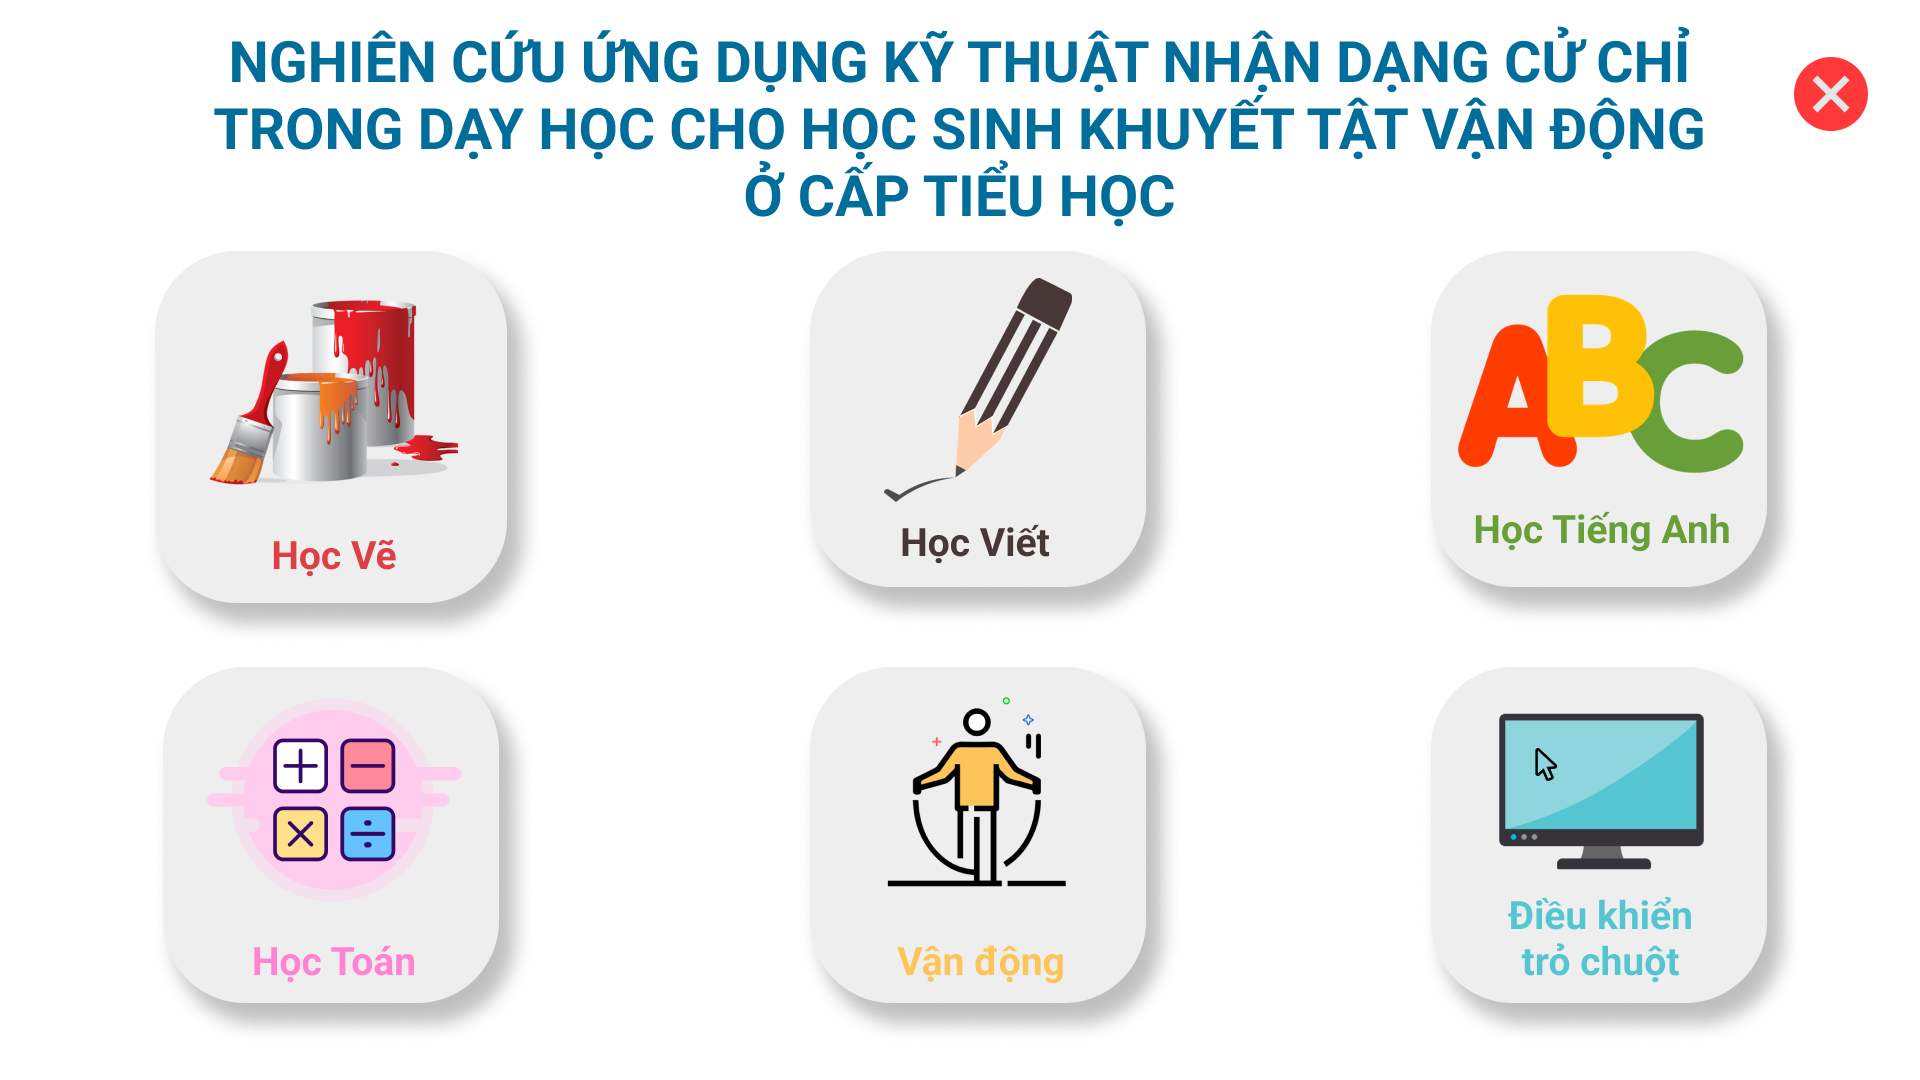 NGHIÊN CỨU ỨNG DỤNG KỸ THUẬT NHẬN DẠNG CỬ CHỈ
TRONG DẠY HỌC CHO HỌC SINH KHUYẾT TẬT VẬN ĐỘNG
Ở CẤP TIỂU HỌC
ABC
Học Vẽ
Học Viết
Học Tiếng Anh
Học Toán
Vận động
Điều khiển
trỏ chuột